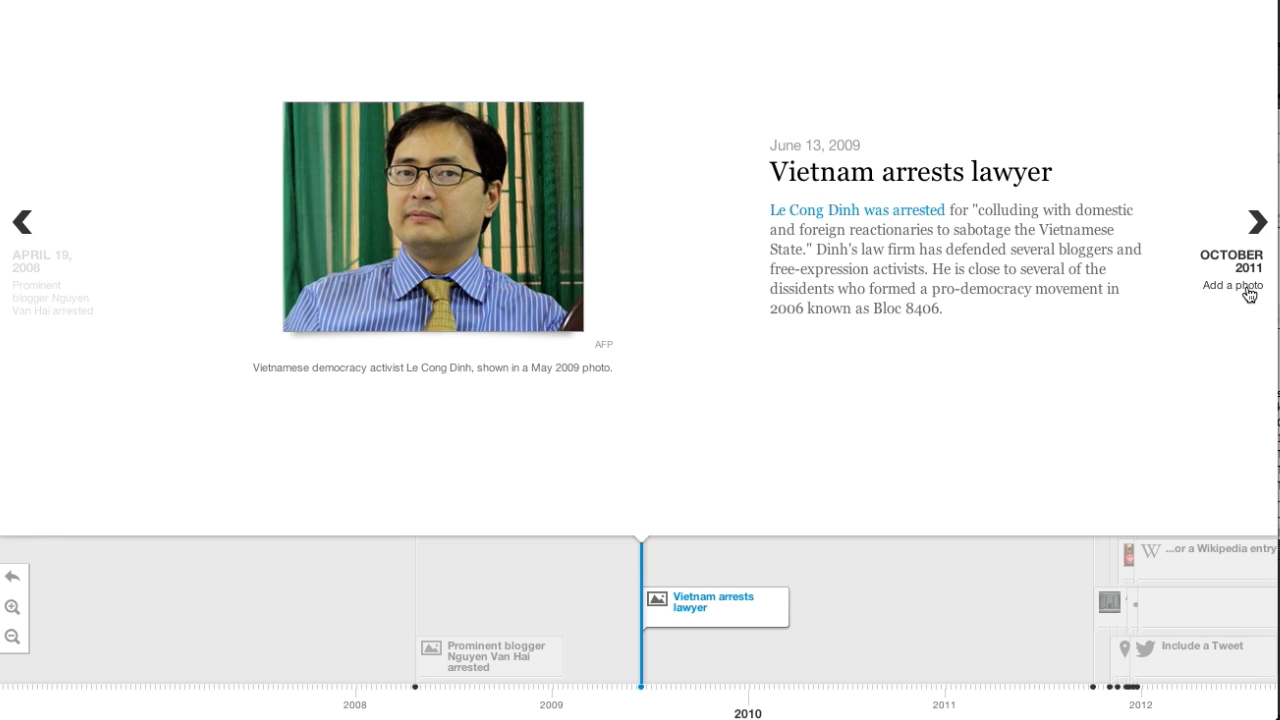 June 13, 2009
Vietnam arrests lawyer
Le Cong Dinh was arrested for "colluding with domestic
and foreign reactionaries to sabotage the Vietnamese
State." Dinh's law firm has defended several bloggers and
free-expression activists. He is close to several of the
dissidents who formed a pro-democracy movement in
2006 known as Bloc 8406.
APRIL 19,
2008
Prominent
blogger Nguyen
Van Hai arrested
OCTOBER
2011
Add a photo
AFP
Vietnamese democracy activist Le Cong Dinh, shown in a May 2009 photo.
W ...or a Wikipedia entry
Vietnam arrests
lawyer
Prominent blogger
Nguyen Van Hai
arrested
Include a Tweet
2008
2009
2010
2011
2012